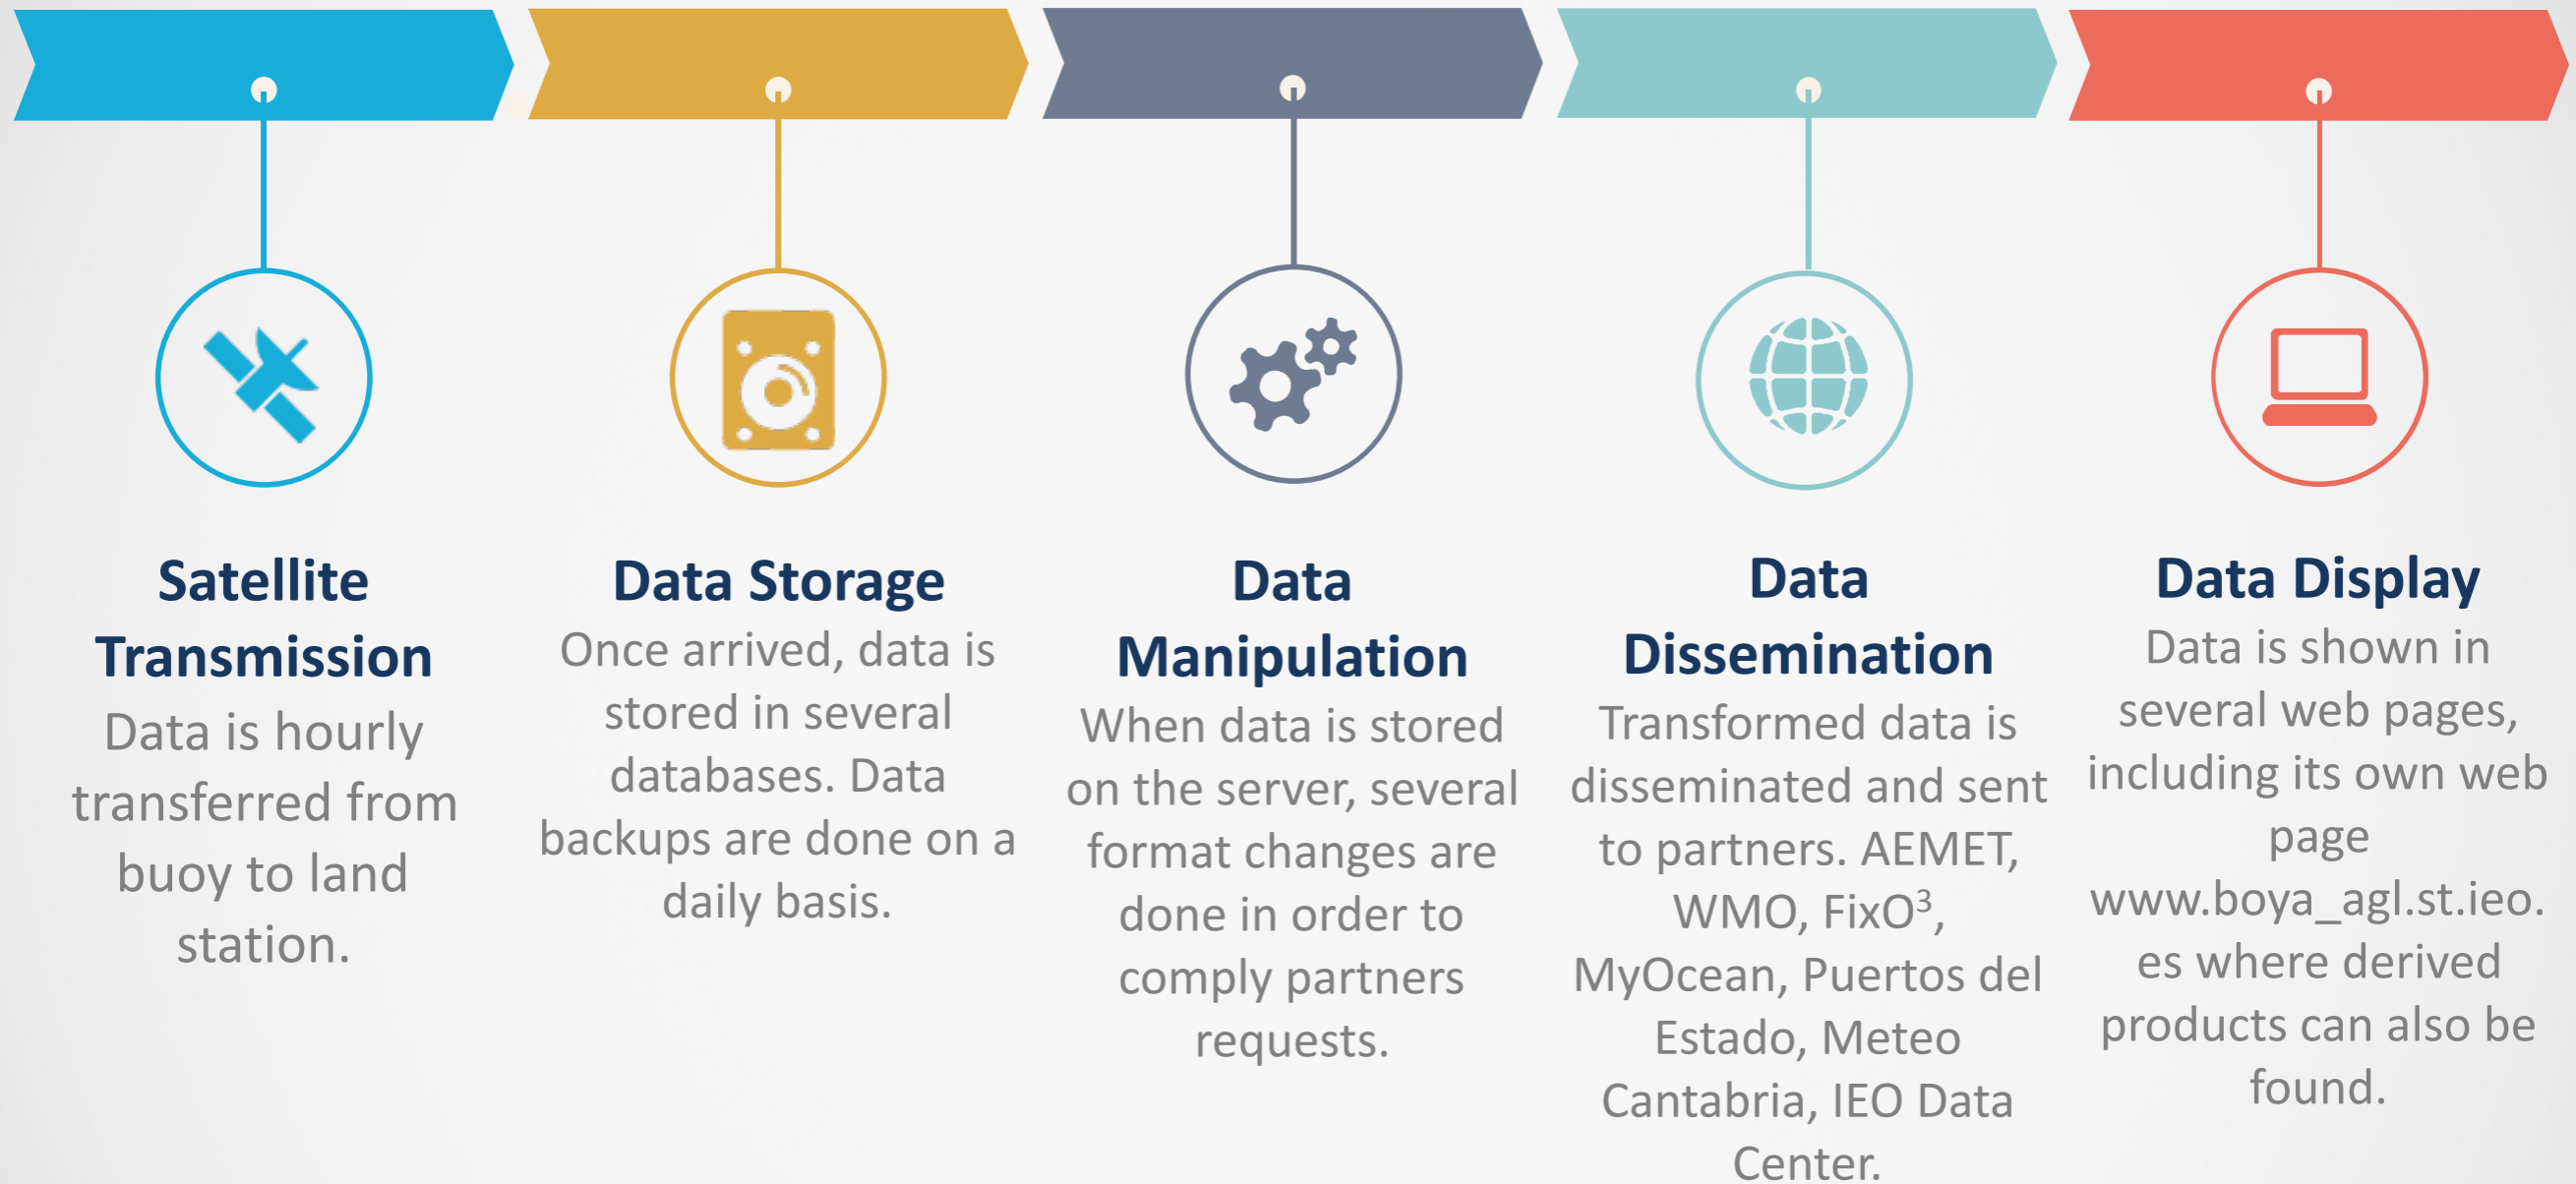 Satellite
Transmission
Data is hourly
transferred from
buoy to land
station.
Data Storage
Once arrived, data is
stored in several
databases. Data
backups are done on a
daily basis.
Data
Manipulation
When data is stored
on the server, several
format changes are
done in order to
comply partners
requests.
Data
Dissemination
Transformed data is
disseminated and sent
to partners. AEMET,
WMO, FixO³,
MyOcean, Puertos del
Estado, Meteo
Cantabria, IEO Data
Center.
Data Display
Data is shown in
several web pages,
including its own web
page
www.boya_agl.st.ieo.
es where derived
products can also be
found.